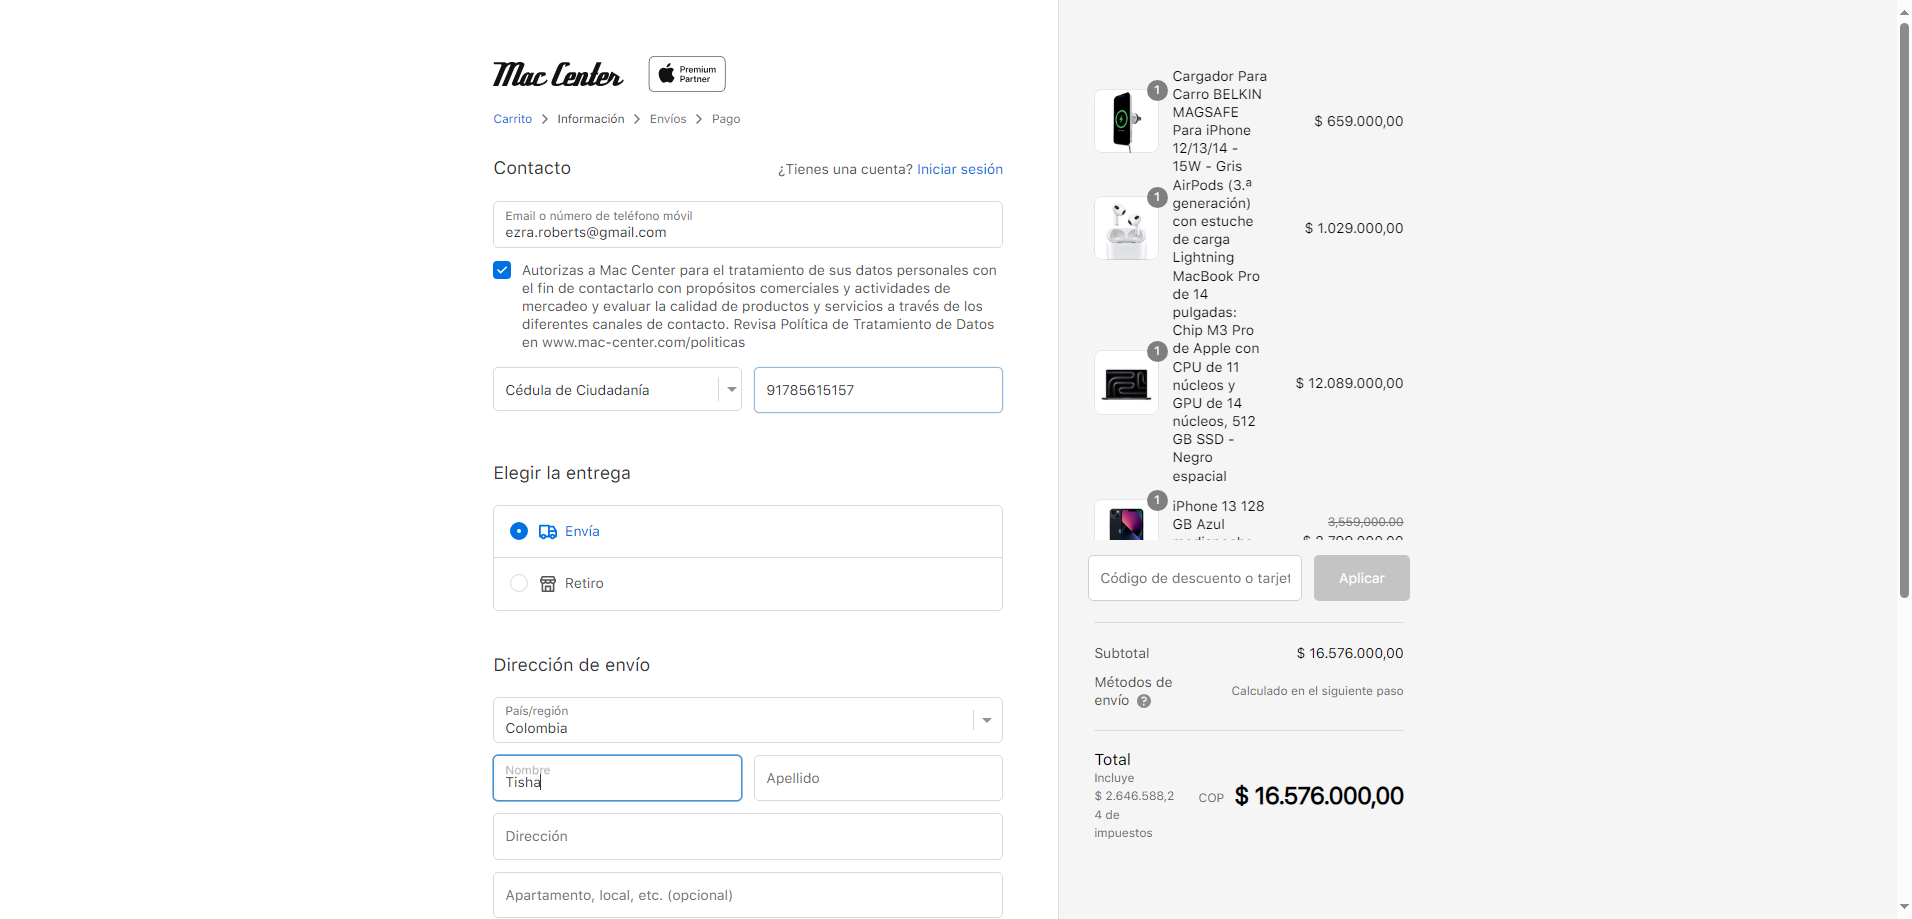 Mac Center
Premium
Partner
Carrito
Información
Envíos
Pago
Contacto
¿Tienes una cuenta? Iniciar sesión
Email o número de teléfono móvil
ezra.roberts@gmail.com
Autorizas a Mac Center para el tratamiento de sus datos personales con
el fin de contactarlo con propósitos comerciales y actividades de
mercadeo y evaluar la calidad de productos y servicios a través de los
diferentes canales de contacto. Revisa Política de Tratamiento de Datos
en www.mac-center.com/politicas
Cédula de Ciudadanía
91785615157
Elegir la entrega
Envía
Retiro
Dirección de envío
País/región
Colombia
Nombre
Tisha
Apellido
Dirección
Apartamento, local, etc. (opcional)
1
Cargador Para
Carro BELKIN
MAGSAFE
Para iPhone
12/13/14 -
15W - Gris
$ 659.000,00
1
AirPods (3.ª
generación)
con estuche
de carga
Lightning
$ 1.029.000,00
1
MacBook Pro
de 14
pulgadas:
Chip M3 Pro
de Apple con
CPU de 11
núcleos y
GPU de 14
núcleos, 512
GB SSD -
Negro
espacial
$ 12.089.000,00
1
iPhone 13 128
GB Azul
medianoche
3,559,000.00
$ 2.799.000,00
Código de descuento o tarjet
Aplicar
Subtotal
$ 16.576.000,00
Métodos de
envío ?
Calculado en el siguiente paso
Total
Incluye
$ 2.646.588,2
4 de
impuestos
COP $ 16.576.000,00